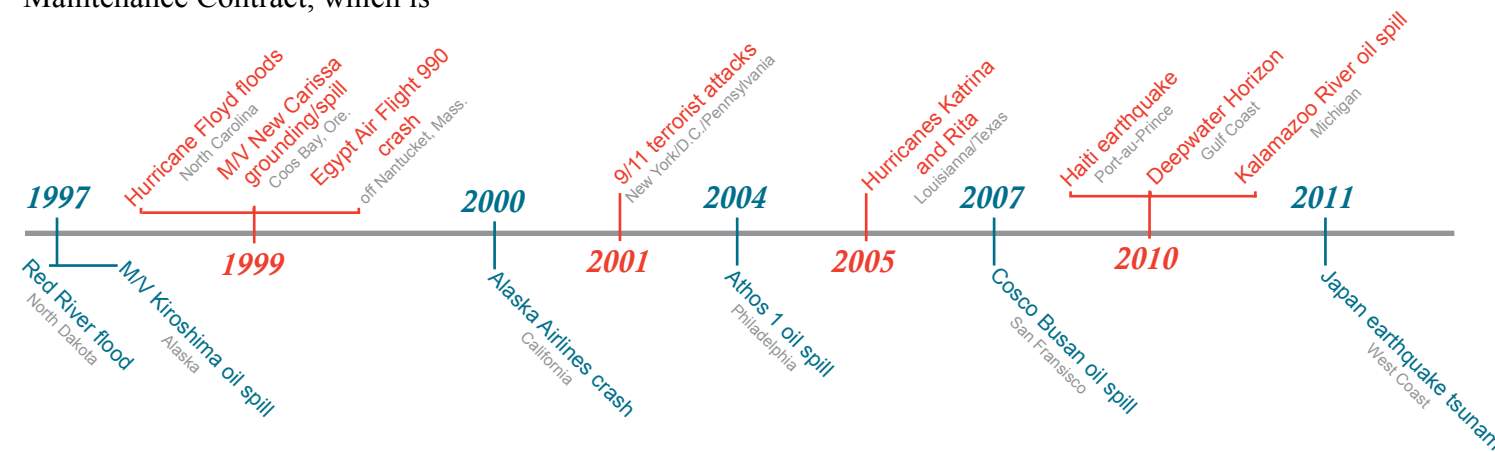 Maintenance Contract, which is
1997
Red River flood
North Dakota
M/V Kiroshima oil spill
Alaska
Hurricane Floyd floods
North Carolina
M/V New Carissa
grounding/spill
Coos Bay, Ore.
Egypt Air Flight 990
crash
off Nantucket, Mass.
1999
2000
Alaska Airlines crash
California
9/11 terrorist attacks
New York/D.C./Pennsylvania
2001
2004
Athos 1 oil spill
Philadelphia
Hurricanes Katrina
and Rita
Louisianna/Texas
2005
2007
Cosco Busan oil spill
San Fransisco
Haiti earthquake
Port-au-Prince
Deepwater Horizon
Gulf Coast
Kalamazoo River oil spill
Michigan
2010
2011
Japan earthquake tsunam
West Coast